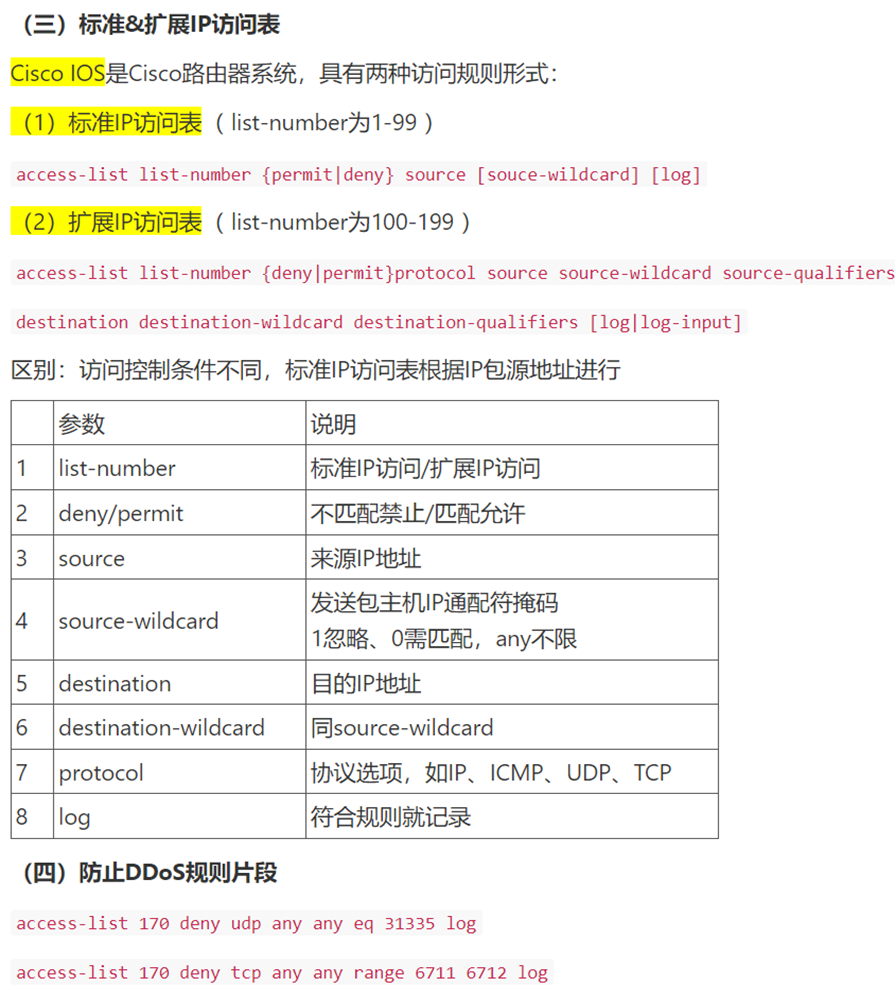 （三）标准&扩展IP访问表
Cisco IOS是Cisco路由器系统，具有两种访问规则形式：
（1）标准IP访问表（ list-number为1-99 ）
access-list list-number {permit|deny} source [souce-wildcard] [log]
（2）扩展IP访问表（ list-number为100-199 ）
access-list list-number {deny|permit}protocol source source-wildcard source-qualifiers
destination destination-wildcard destination-qualifiers [log|log-input]
区别：访问控制条件不同，标准IP访问表根据IP包源地址进行
参数 说明
1 list-number 标准IP访问/扩展IP访问
2 deny/permit 不匹配禁止/匹配允许
3 source 来源IP地址
4 source-wildcard 发送包主机IP通配符掩码
1忽略、0需匹配，any不限
5 destination 目的IP地址
6 destination-wildcard 同source-wildcard
7 protocol 协议选项，如IP、ICMP、UDP、TCP
8 log 符合规则就记录
（四）防止DDoS规则片段
access-list 170 deny udp any any eq 31335 log
access-list 170 deny tcp any any range 6711 6712 log